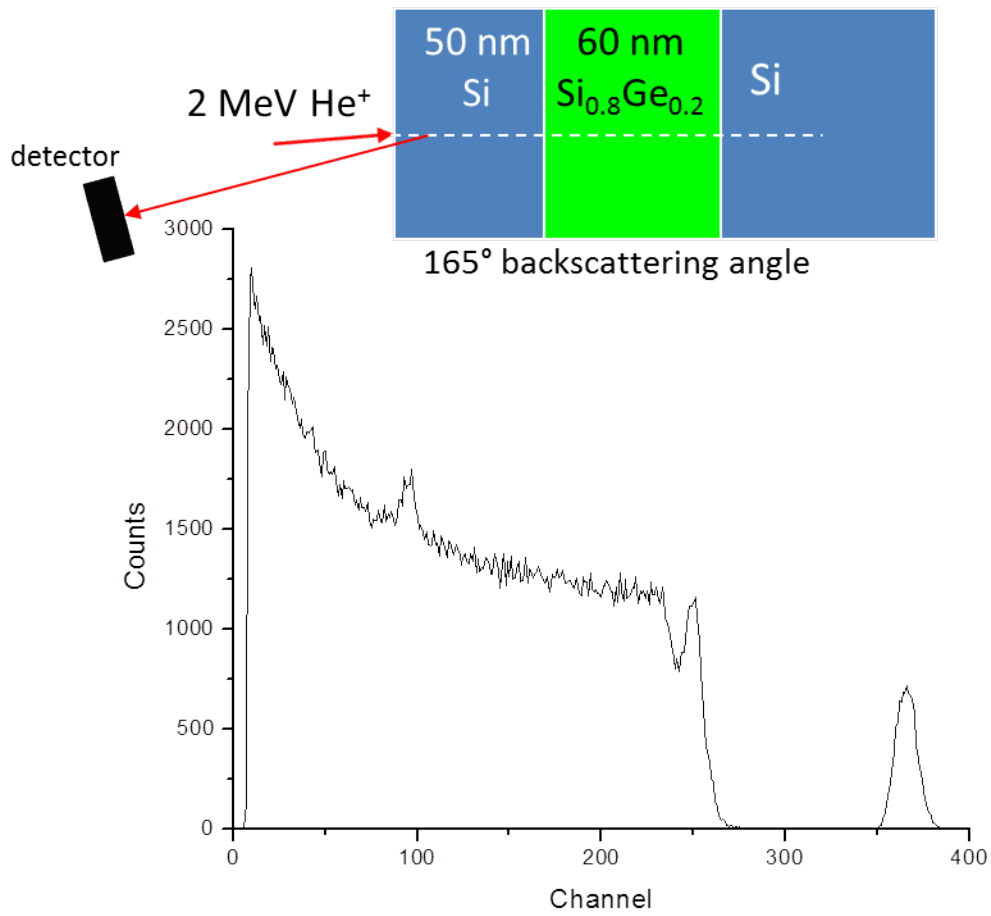 50 nm
Si
60 nm
Si0.8Ge0.2
Si
2 MeV He+
detector
165° backscattering angle
3000
2500
2000
1500
1000
500
0
Counts
0 100 200 300 400
Channel